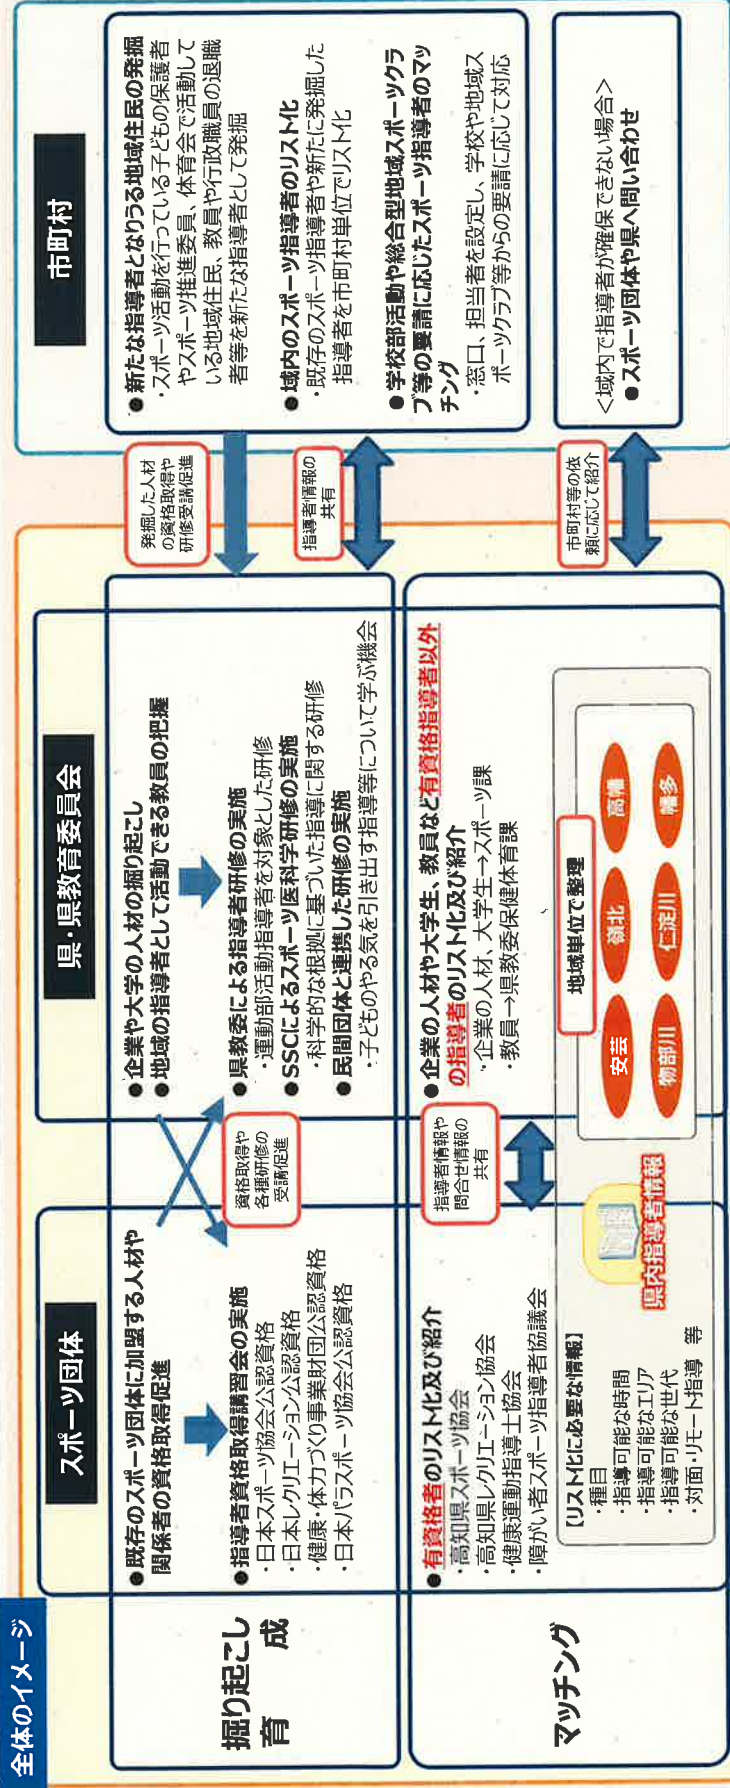 全体のイメージ
スポーツ団体
県・県教育委員会
市町村
掘り起こし
育　成
●既存のスポーツ団体に加盟する人材や
関係者の資格取得促進
●指導者資格取得講習会の実施
・日本スポーツ協会公認資格
・日本レクリエーション公認資格
・健康・体力づくり事業財団公認資格
・日本パラスポーツ協会公認資格
資格取得や
各種研修の
受講促進
●企業や大学の人材の掘り起こし
●地域の指導者として活動できる教員の把握
●県教委による指導者研修の実施
・運動部活動指導者を対象とした研修
●SSCによるスポーツ医科学研修の実施
・科学的な根拠に基づいた指導に関する研修
●民間団体と連携した研修の実施
・子どものやる気を引き出す指導等について学ぶ機会
発掘した人材
の資格取得や
研修受講促進
指導者情報の
共有
●新たな指導者となりうる地域住民の発掘
・スポーツ活動を行っている子どもの保護者
やスポーツ推進委員、体育会で活動して
いる地域住民、教員や行政職員の退職
者等を新たな指導者として発掘
●域内のスポーツ指導者のリスト化
・既存のスポーツ指導者や新たに発掘した
指導者を市町村単位でリスト化
●学校部活動や総合型地域スポーツクラ
ブ等の要請に応じたスポーツ指導者のマッ
チング
・窓口、担当者を設定し、学校や地域ス
ポーツクラブ等からの要請に応じて対応
マッチング
●有資格者のリスト化及び紹介
・高知県スポーツ協会
・高知県レクリエーション協会
・健康運動指導士協会
・障がい者スポーツ指導者協議会
指導者情報や
問合せ情報の
共有
●企業の人材や大学生、教員など有資格指導者以外
の指導者のリスト化及び紹介
・企業の人材、大学生→スポーツ課
・教員→県教委保健体育課
市町村等の依
頼に応じて紹介
＜域内で指導者が確保できない場合＞
●スポーツ団体や県へ問い合わせ
【リスト化に必要な情報】
・種目
・指導可能な時間
・指導可能なエリア
・指導可能な世代
・対面・リモート指導　等
県内指導者情報
地域単位で整理
安芸
嶺北
高幡
物部川
仁淀川
幡多